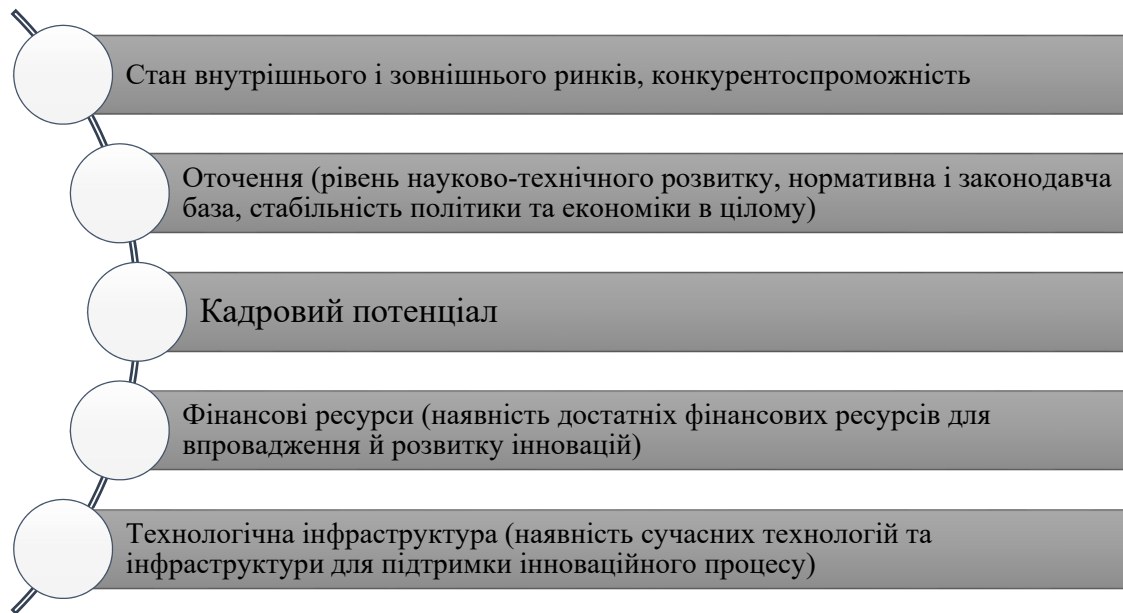 Стан внутрішнього і зовнішнього ринків, конкурентоспроможність
Оточення (рівень науково-технічного розвитку, нормативна і законодавча
база, стабільність політики та економіки в цілому)
Кадровий потенціал
Фінансові ресурси (наявність достатніх фінансових ресурсів для
впровадження й розвитку інновацій)
Технологічна інфраструктура (наявність сучасних технологій та
інфраструктури для підтримки інноваційного процесу)